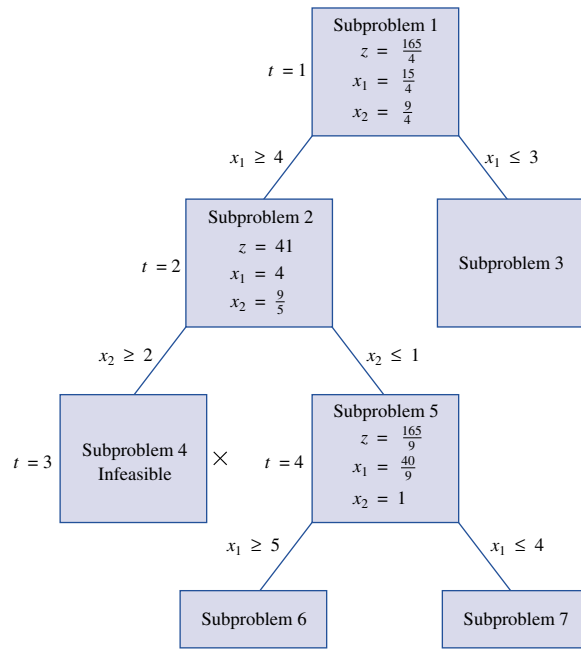 Subproblem 1
z = 165/4
t = 1
x₁ = 15/4
x₂ = 9/4
x₁ ≥ 4
x₁ ≤ 3
Subproblem 2
z = 41
t = 2
x₁ = 4
x₂ = 9/5
Subproblem 3
x₂ ≥ 2
x₂ ≤ 1
Subproblem 4
Infeasible
t = 3
×
Subproblem 5
z = 165/9
t = 4
x₁ = 40/9
x₂ = 1
x₁ ≥ 5
x₁ ≤ 4
Subproblem 6
Subproblem 7